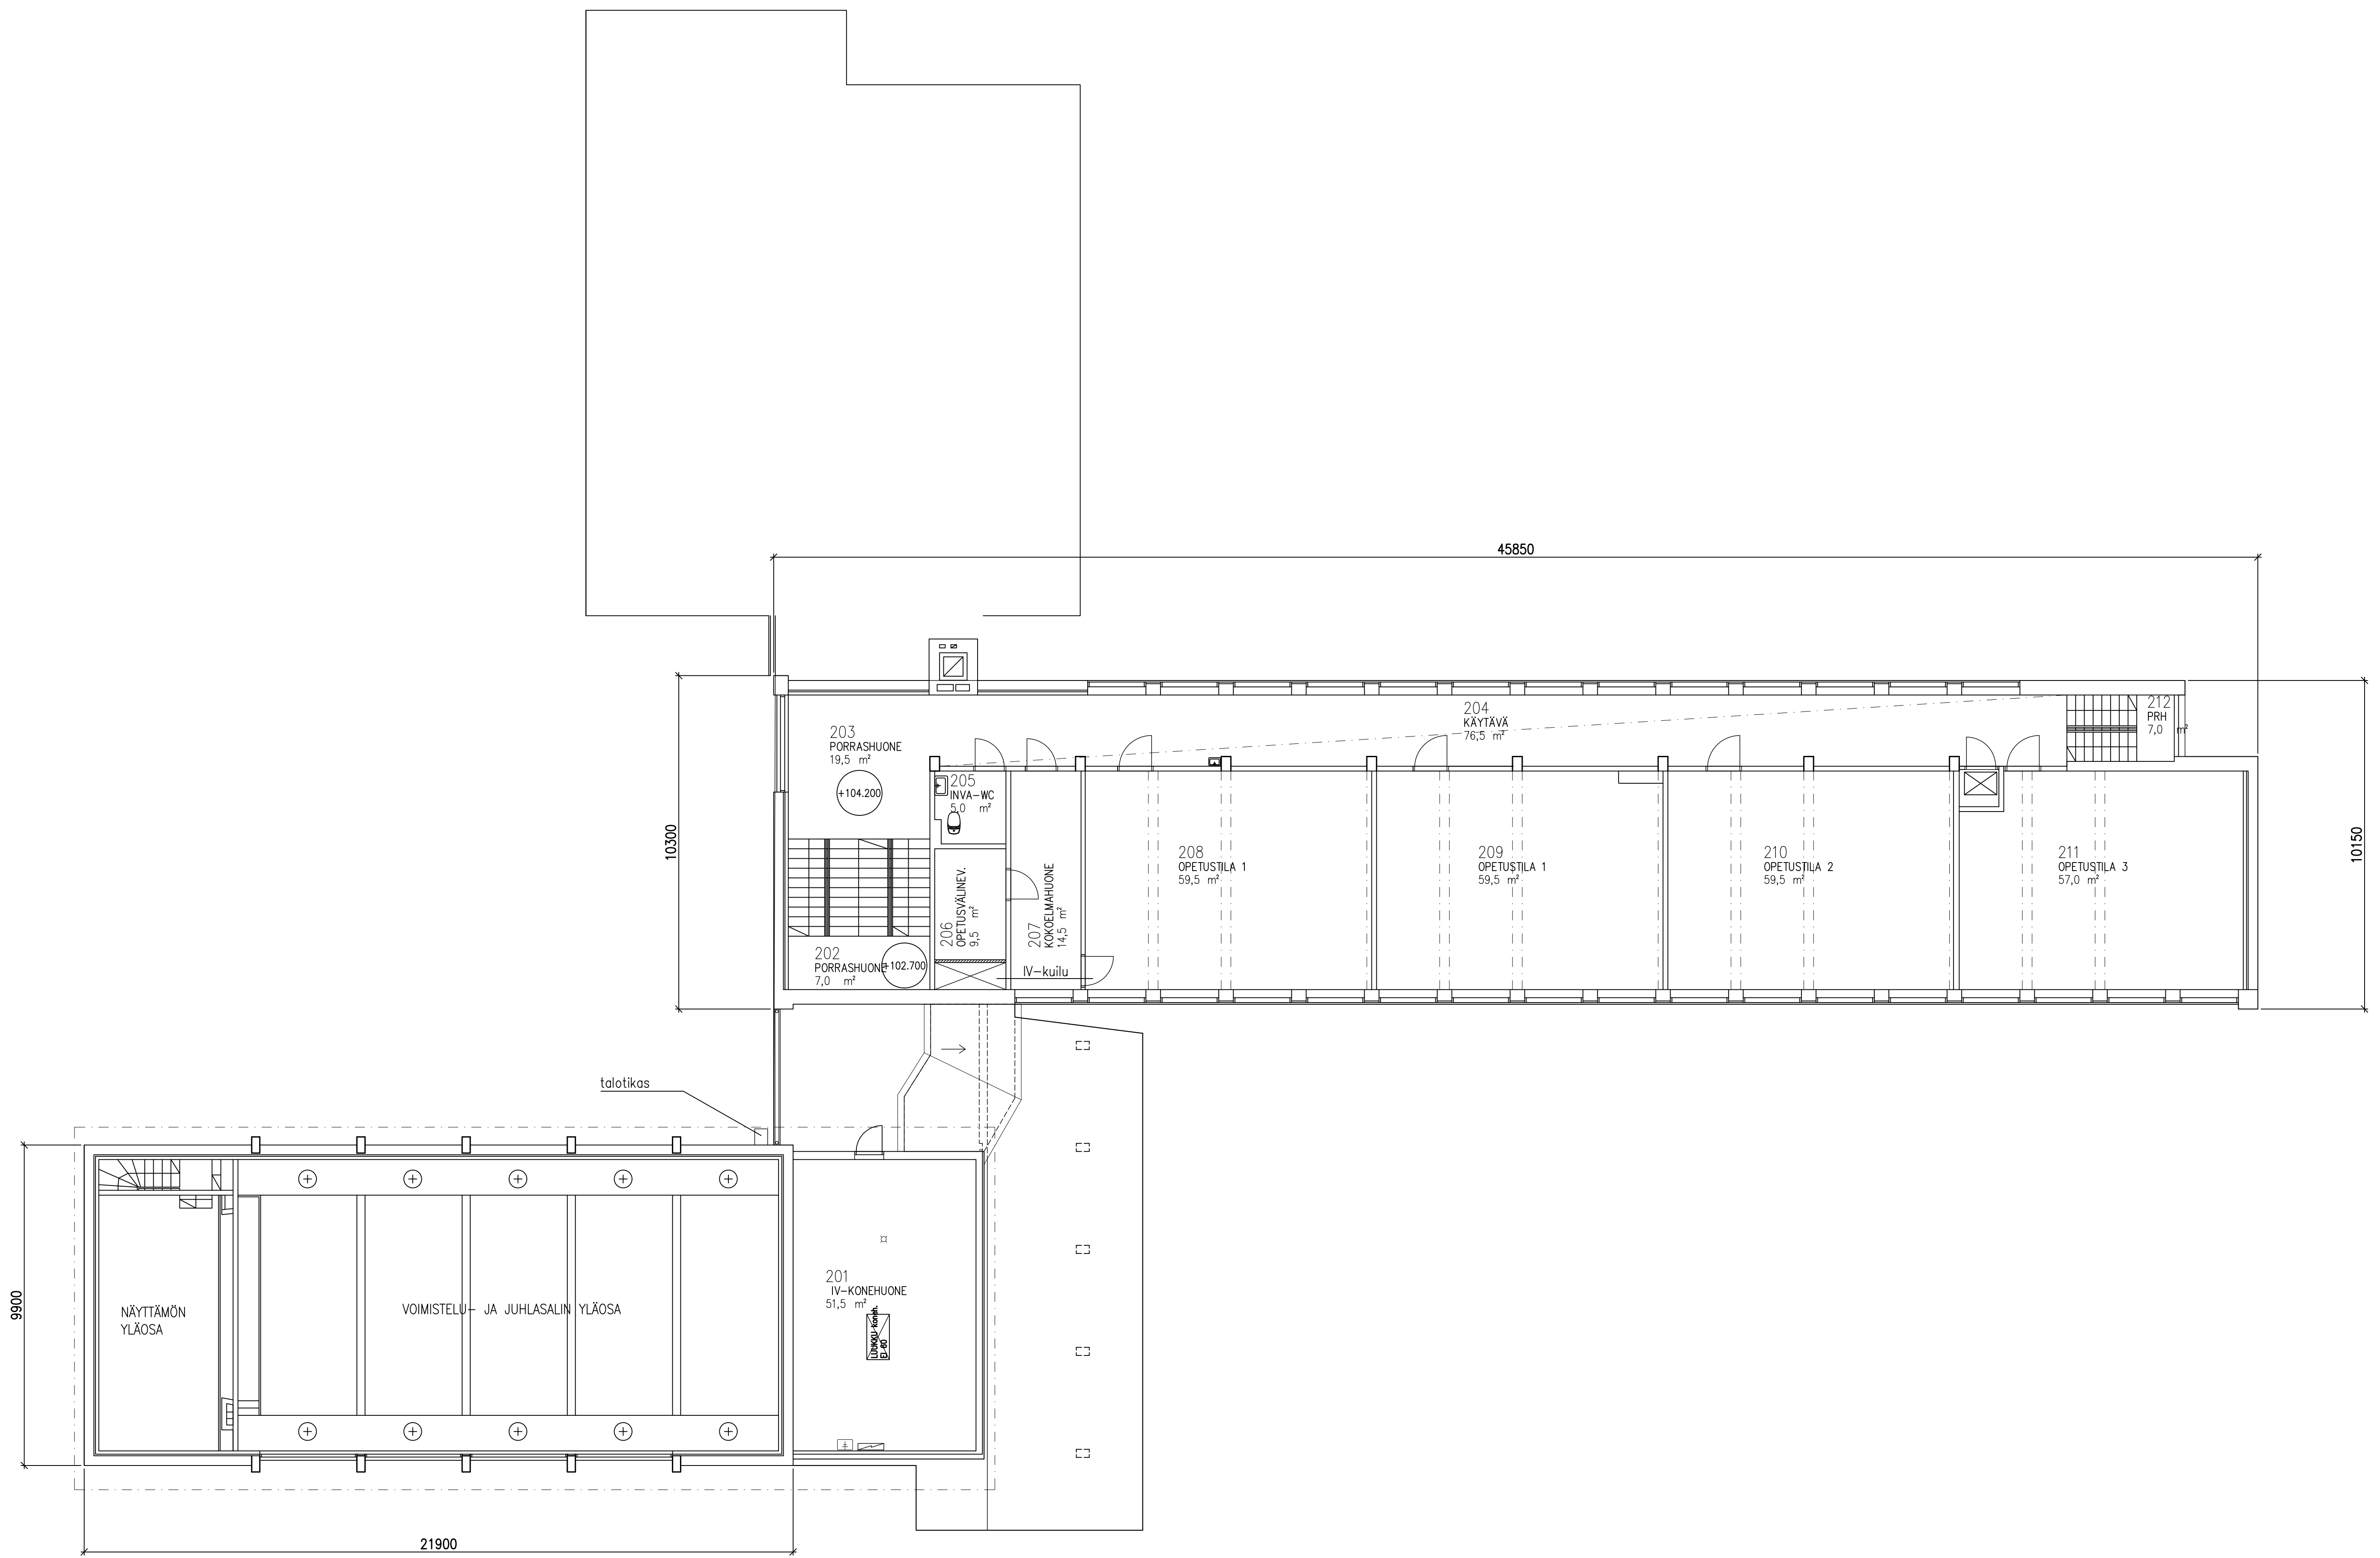 45850
10300
10150
203
PORRASHUONE
19,5 m²
+104.200
204
KÄYTÄVÄ
76,5 m²
212
PRH
7,0 m²
205
INVA-WC
5,0 m²
206
OPETUSVÄLINEV.
9,5 m²
207
KOKOELMAHUONE
14,5 m²
IV-kuilu
208
OPETUSTILA 1
59,5 m²
209
OPETUSTILA 1
59,5 m²
210
OPETUSTILA 2
59,5 m²
211
OPETUSTILA 3
57,0 m²
202
PORRASHUONE
7,0 m²
+102.700
talotikas
9900
NÄYTTÄMÖN
YLÄOSA
VOIMISTELU- JA JUHLASALIN YLÄOSA
201
IV-KONEHUONE
51,5 m²
LUUKKU koneh.
EI-60
21900